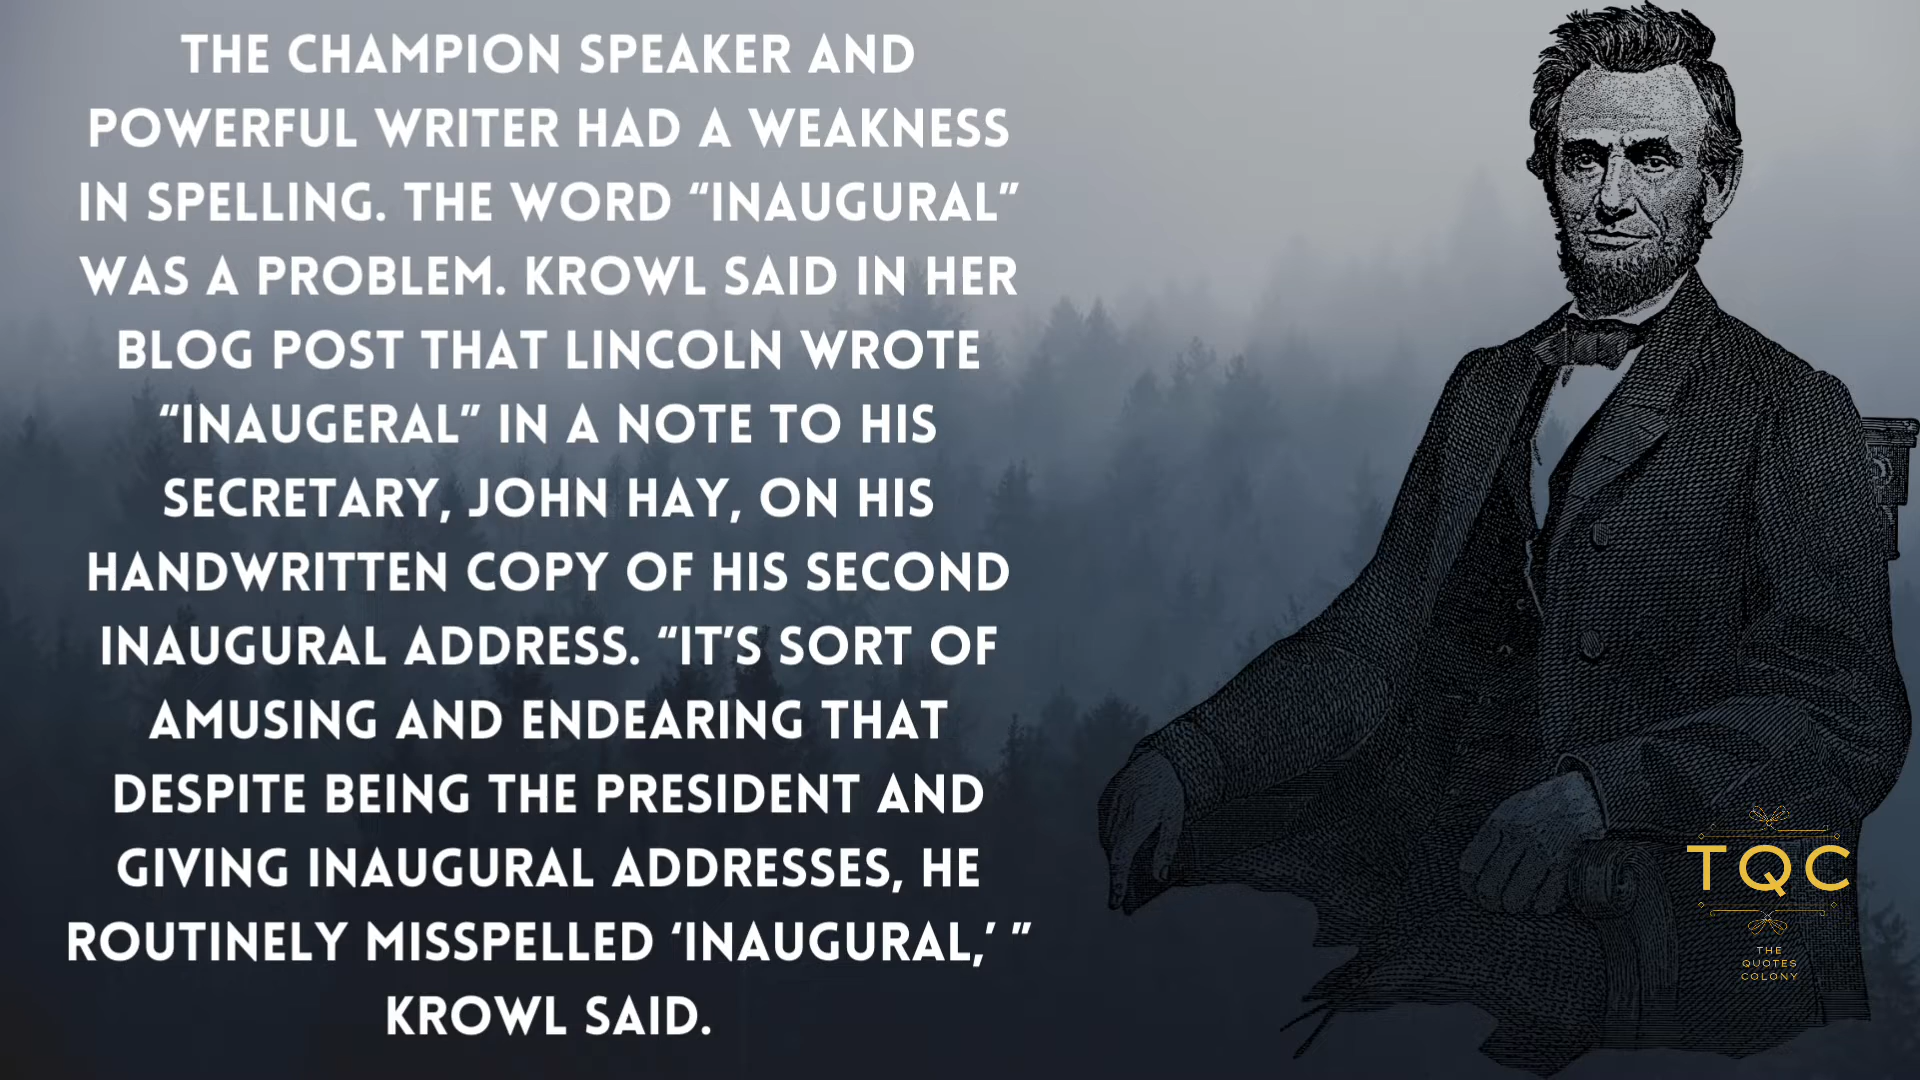 THE CHAMPION SPEAKER AND
POWERFUL WRITER HAD A WEAKNESS
IN SPELLING. THE WORD “INAUGURAL”
WAS A PROBLEM. KROWL SAID IN HER
BLOG POST THAT LINCOLN WROTE
“INAUGERAL” IN A NOTE TO HIS
SECRETARY, JOHN HAY, ON HIS
HANDWRITTEN COPY OF HIS SECOND
INAUGURAL ADDRESS. “IT’S SORT OF
AMUSING AND ENDEARING THAT
DESPITE BEING THE PRESIDENT AND
GIVING INAUGURAL ADDRESSES, HE
ROUTINELY MISSPELLED ‘INAUGURAL,’ ”
KROWL SAID.
TQC
THE
QUOTES
COLONY